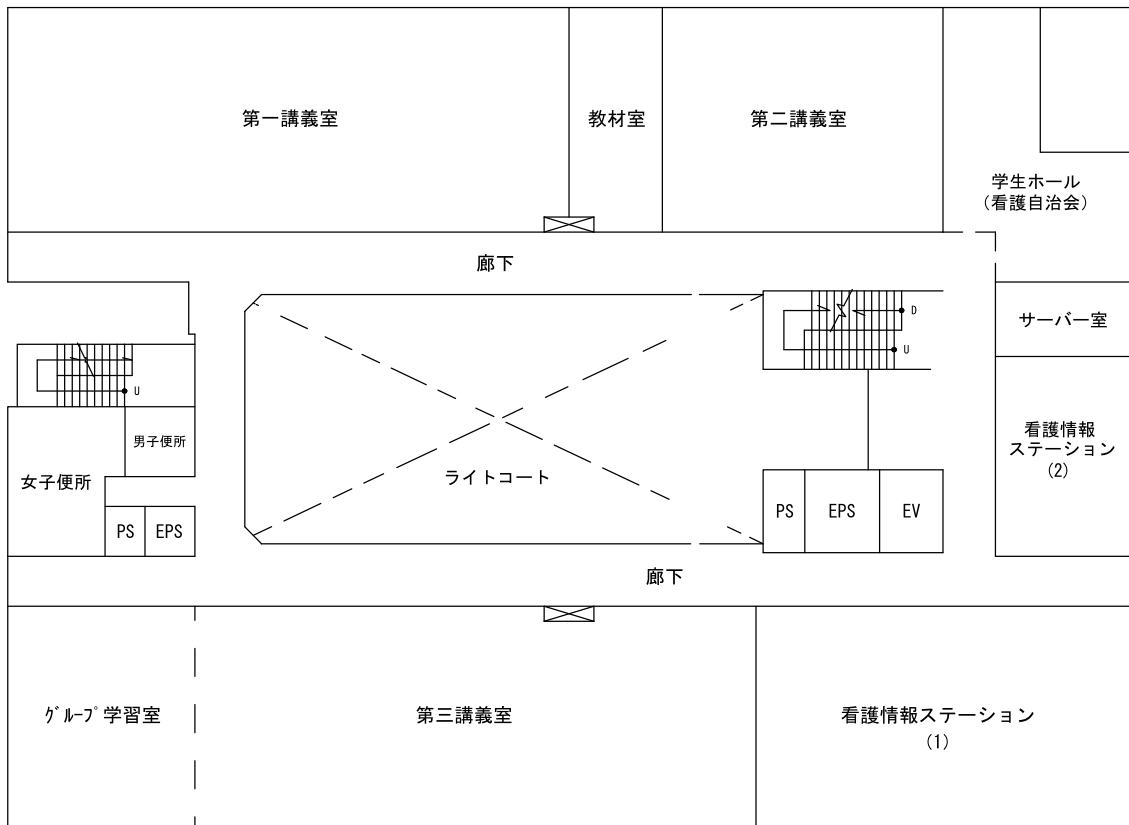 第一講義室
教材室
第二講義室
学生ホール
(看護自治会)
廊下
サーバー室
D
U
U
男子便所
女子便所
PS
EPS
ライトコート
PS
EPS
EV
看護情報
ステーション
(2)
廊下
グループ学習室
第三講義室
看護情報ステーション
(1)